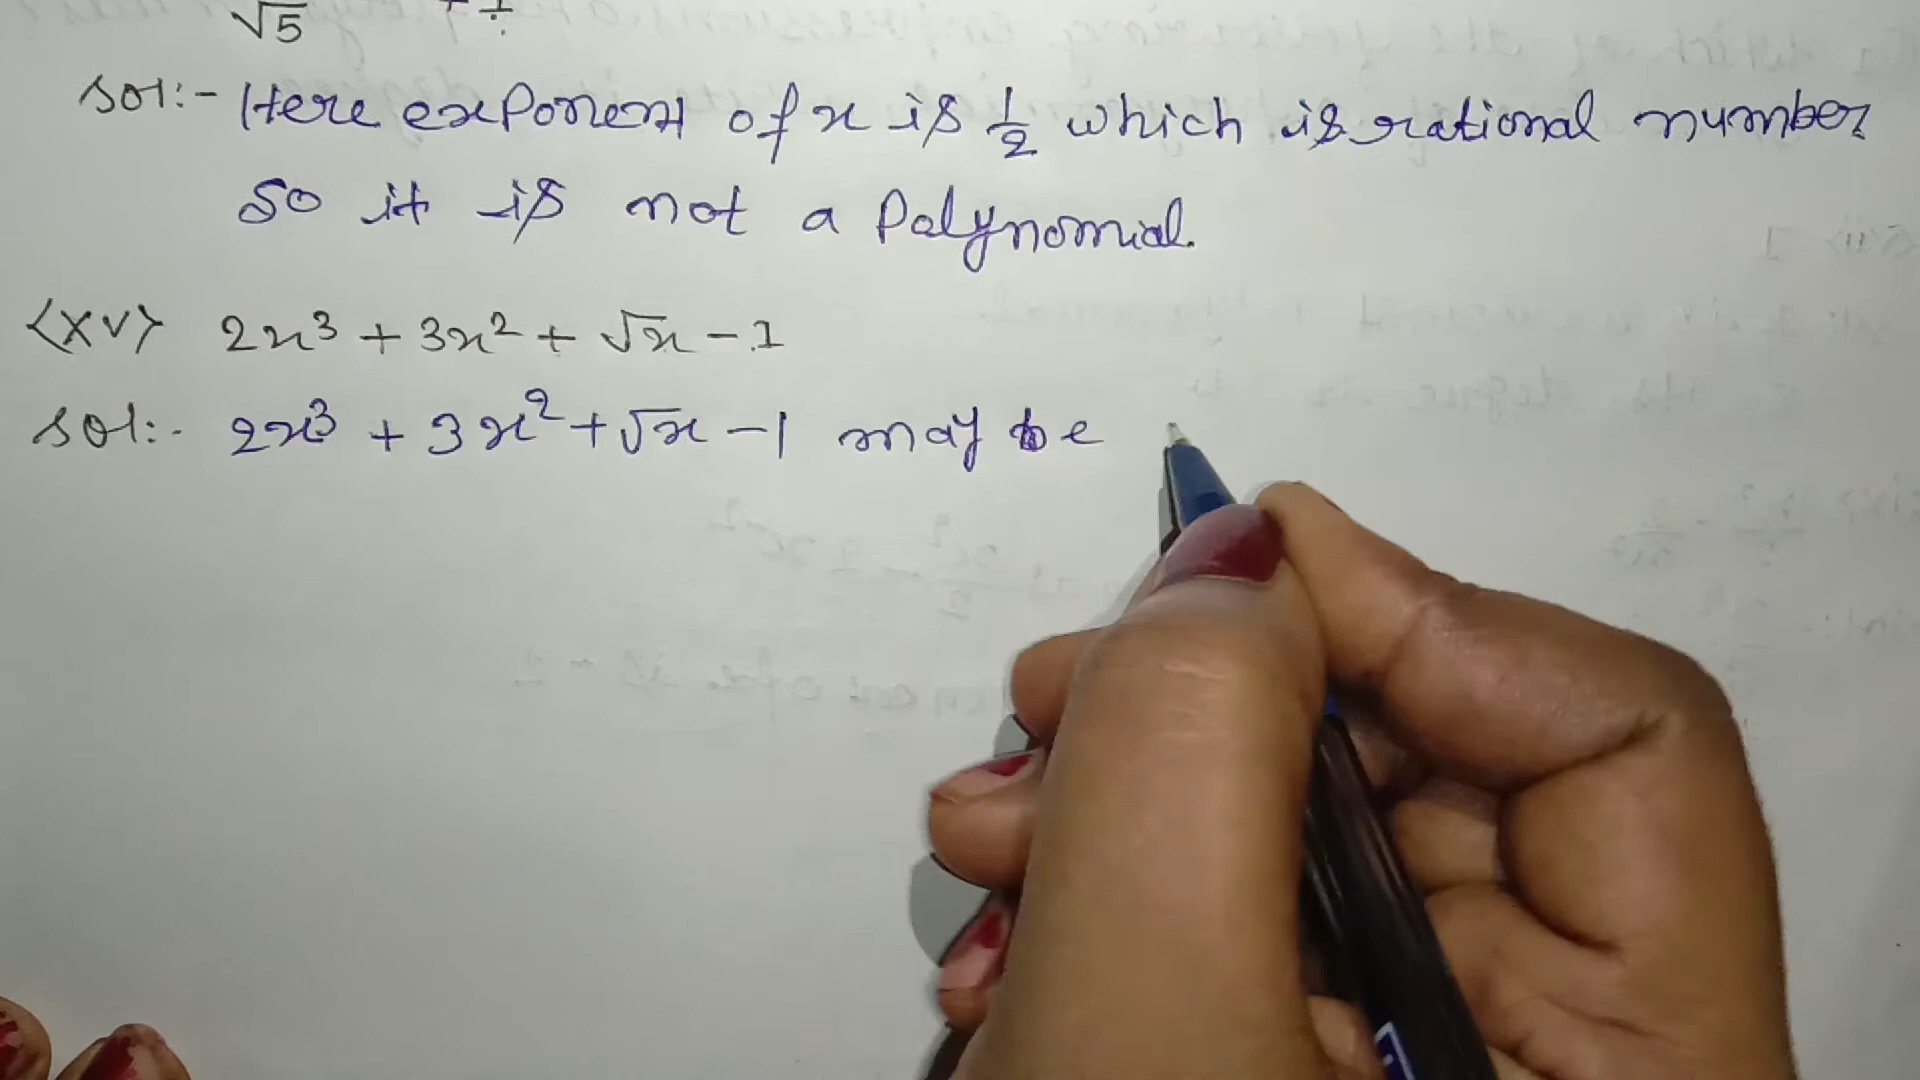 √5
Sol:- Here exponent of x is 1/2 which is rational number
So it is not a Polynomial.
<XV> 2x³ + 3x² + √x - 1
Sol:- 2x³ + 3x² + √x - 1 may be